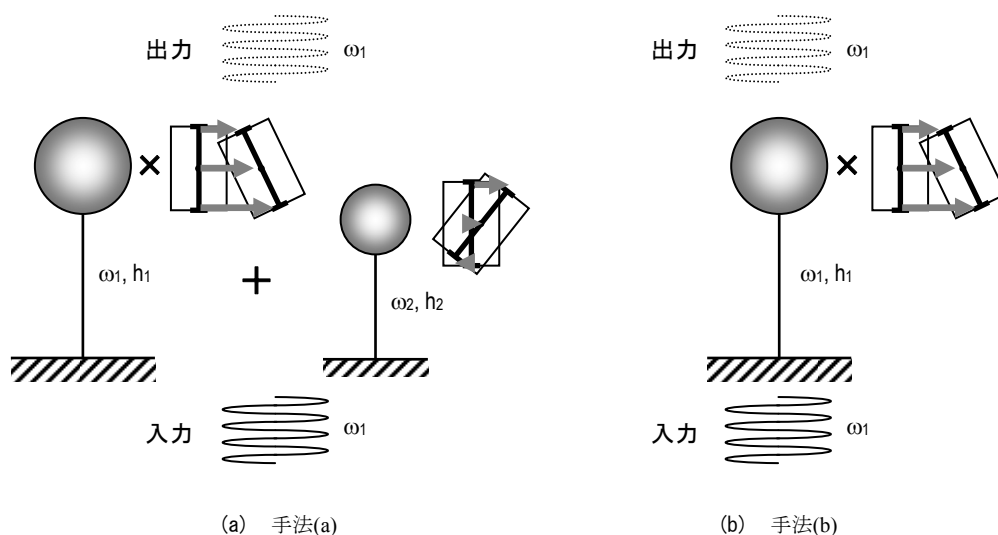 出力
ω1
×
ω1, h1
+
ω2, h2
入力
ω1
(a) 手法(a)
出力
ω1
×
ω1, h1
入力
ω1
(b) 手法(b)